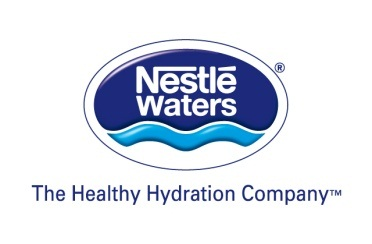 Nestlé
Waters
®
The Healthy Hydration Company™